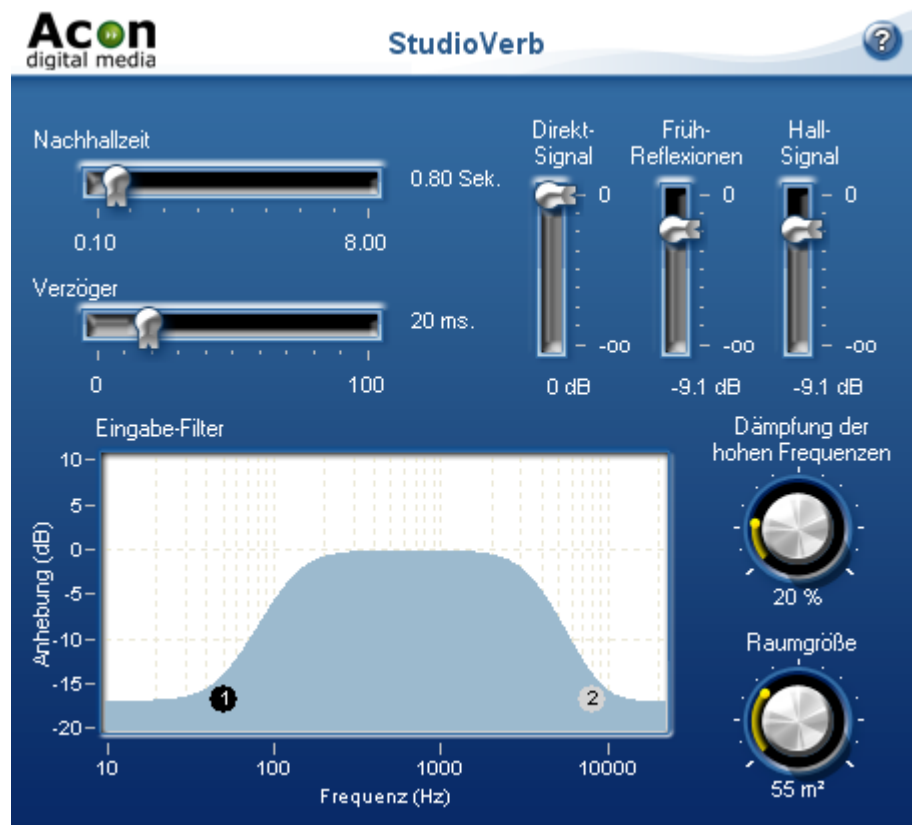 Acon
digital media
StudioVerb
?
Nachhallzeit
0.80 Sek.
0.10
8.00
Verzöger
20 ms.
0
100
Direkt-
Signal
0
-oo
0 dB
Früh-
Reflexionen
0
-oo
-9.1 dB
Hall-
Signal
0
-oo
-9.1 dB
Eingabe-Filter
Anhebung (dB)
10
5
0
-5
-10
-15
-20
1
2
10
100
1000
10000
Frequenz (Hz)
Dämpfung der
hohen Frequenzen
20 %
Raumgröße
55 m²